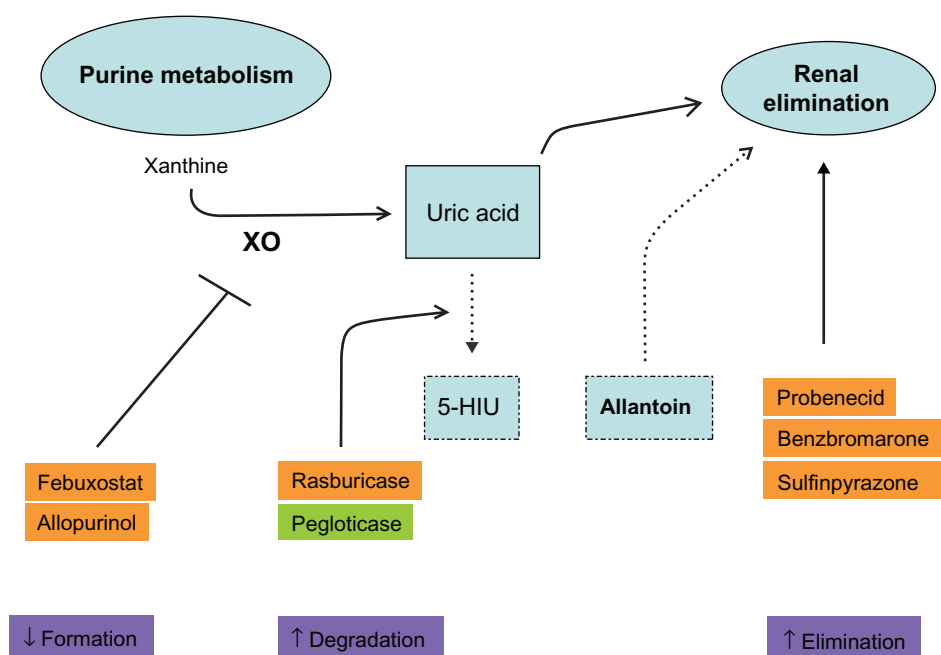 Purine metabolism
Renal
elimination
Xanthine
XO
Uric acid
5-HIU
Allantoin
Probenecid
Benzbromarone
Sulfinpyrazone
Febuxostat
Allopurinol
Rasburicase
Pegloticase
↓ Formation
↑ Degradation
↑ Elimination